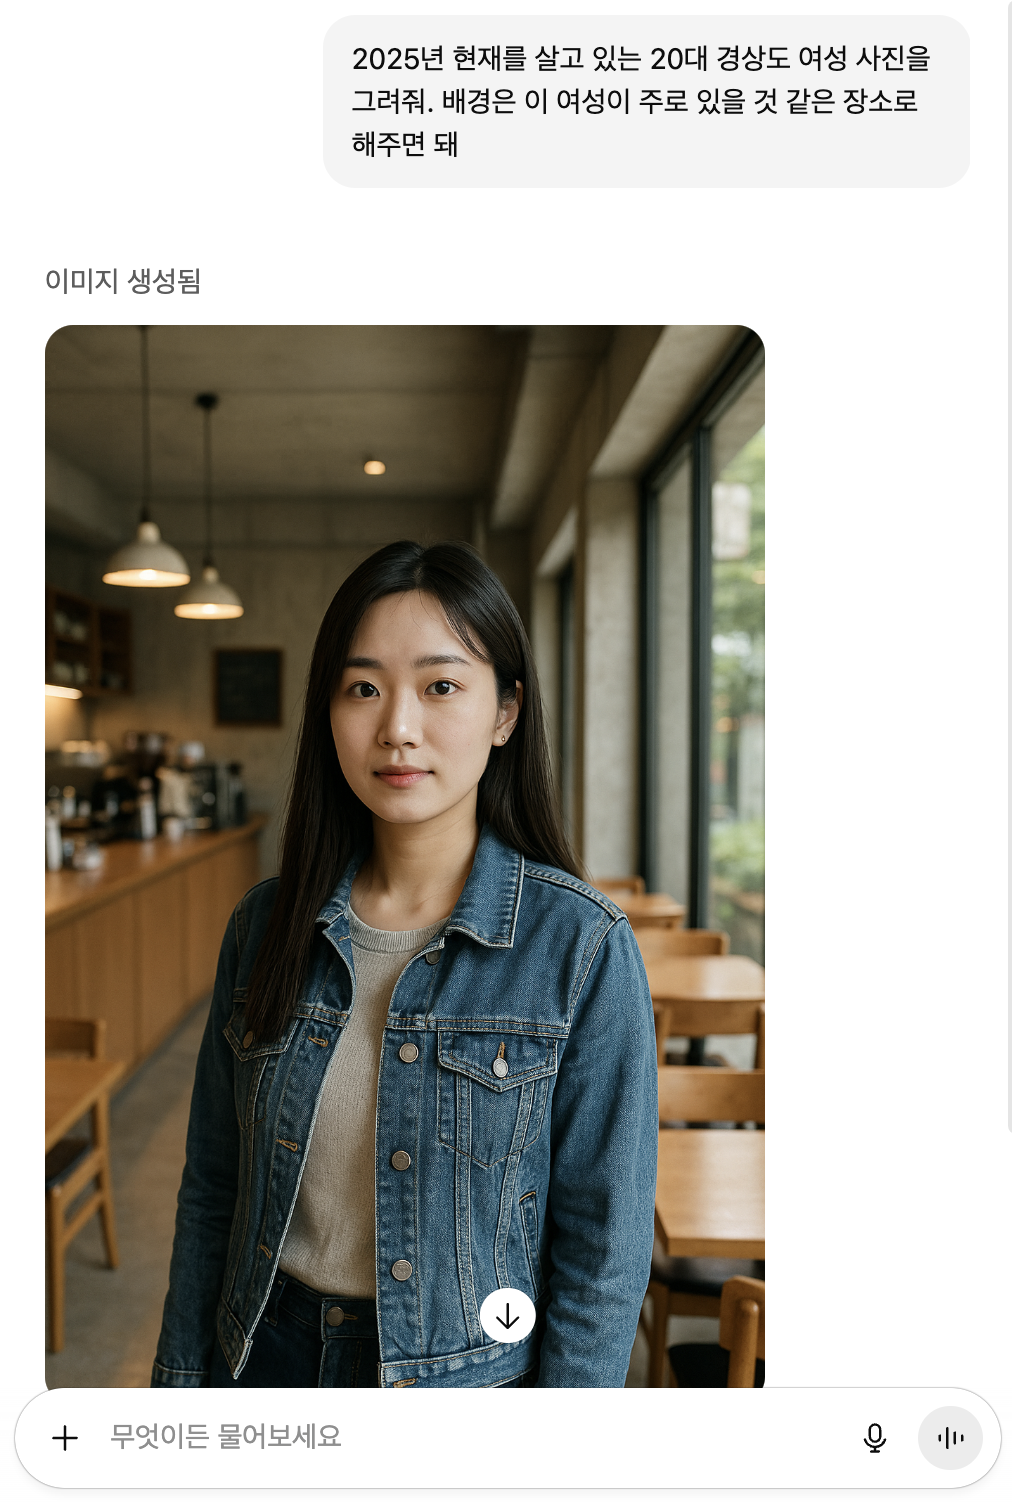 2025년 현재를 살고 있는 20대 경상도 여성 사진을
그려줘. 배경은 이 여성이 주로 있을 것 같은 장소로
해주면 돼
이미지 생성됨
무엇이든 물어보세요